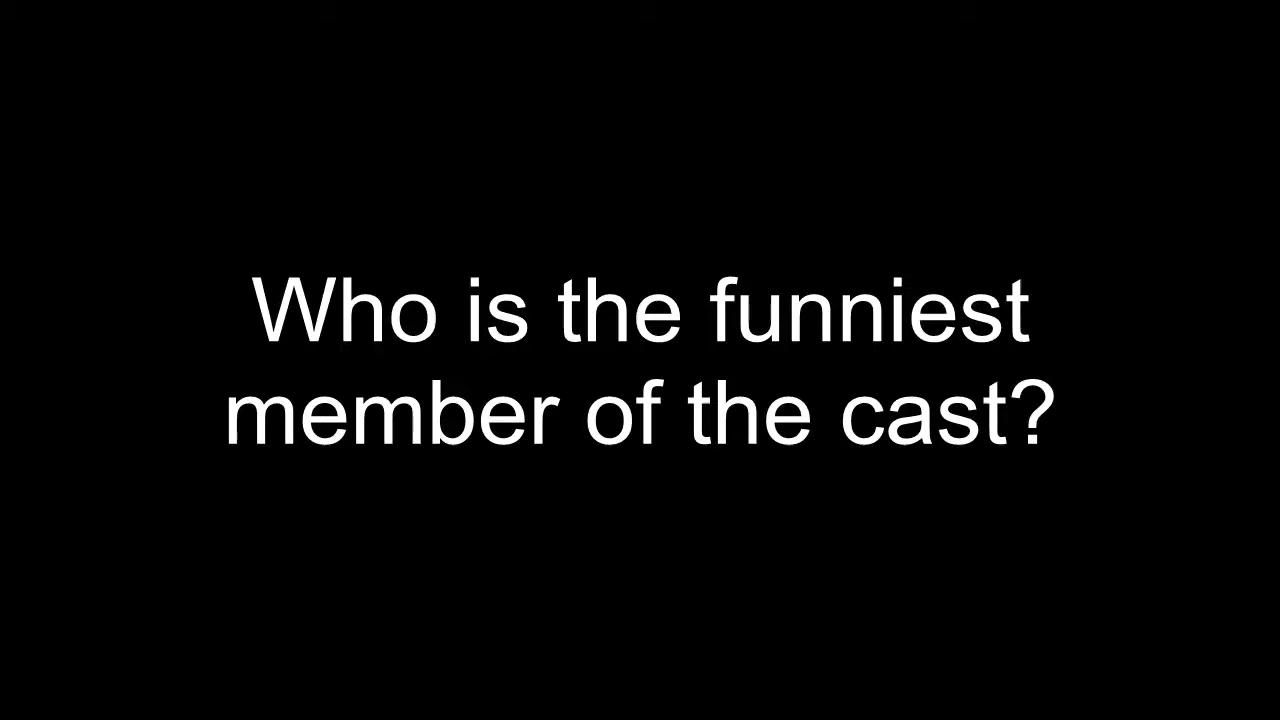 Who is the funniest
member of the cast?